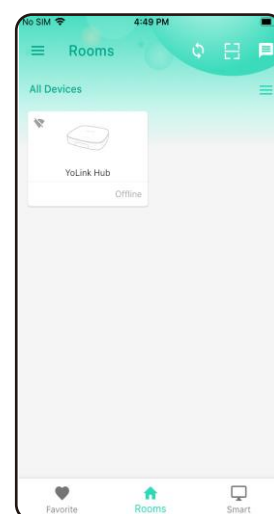 No SIM 4:49 PM
Rooms
All Devices
YoLink Hub
Offline
Favorite Rooms Smart